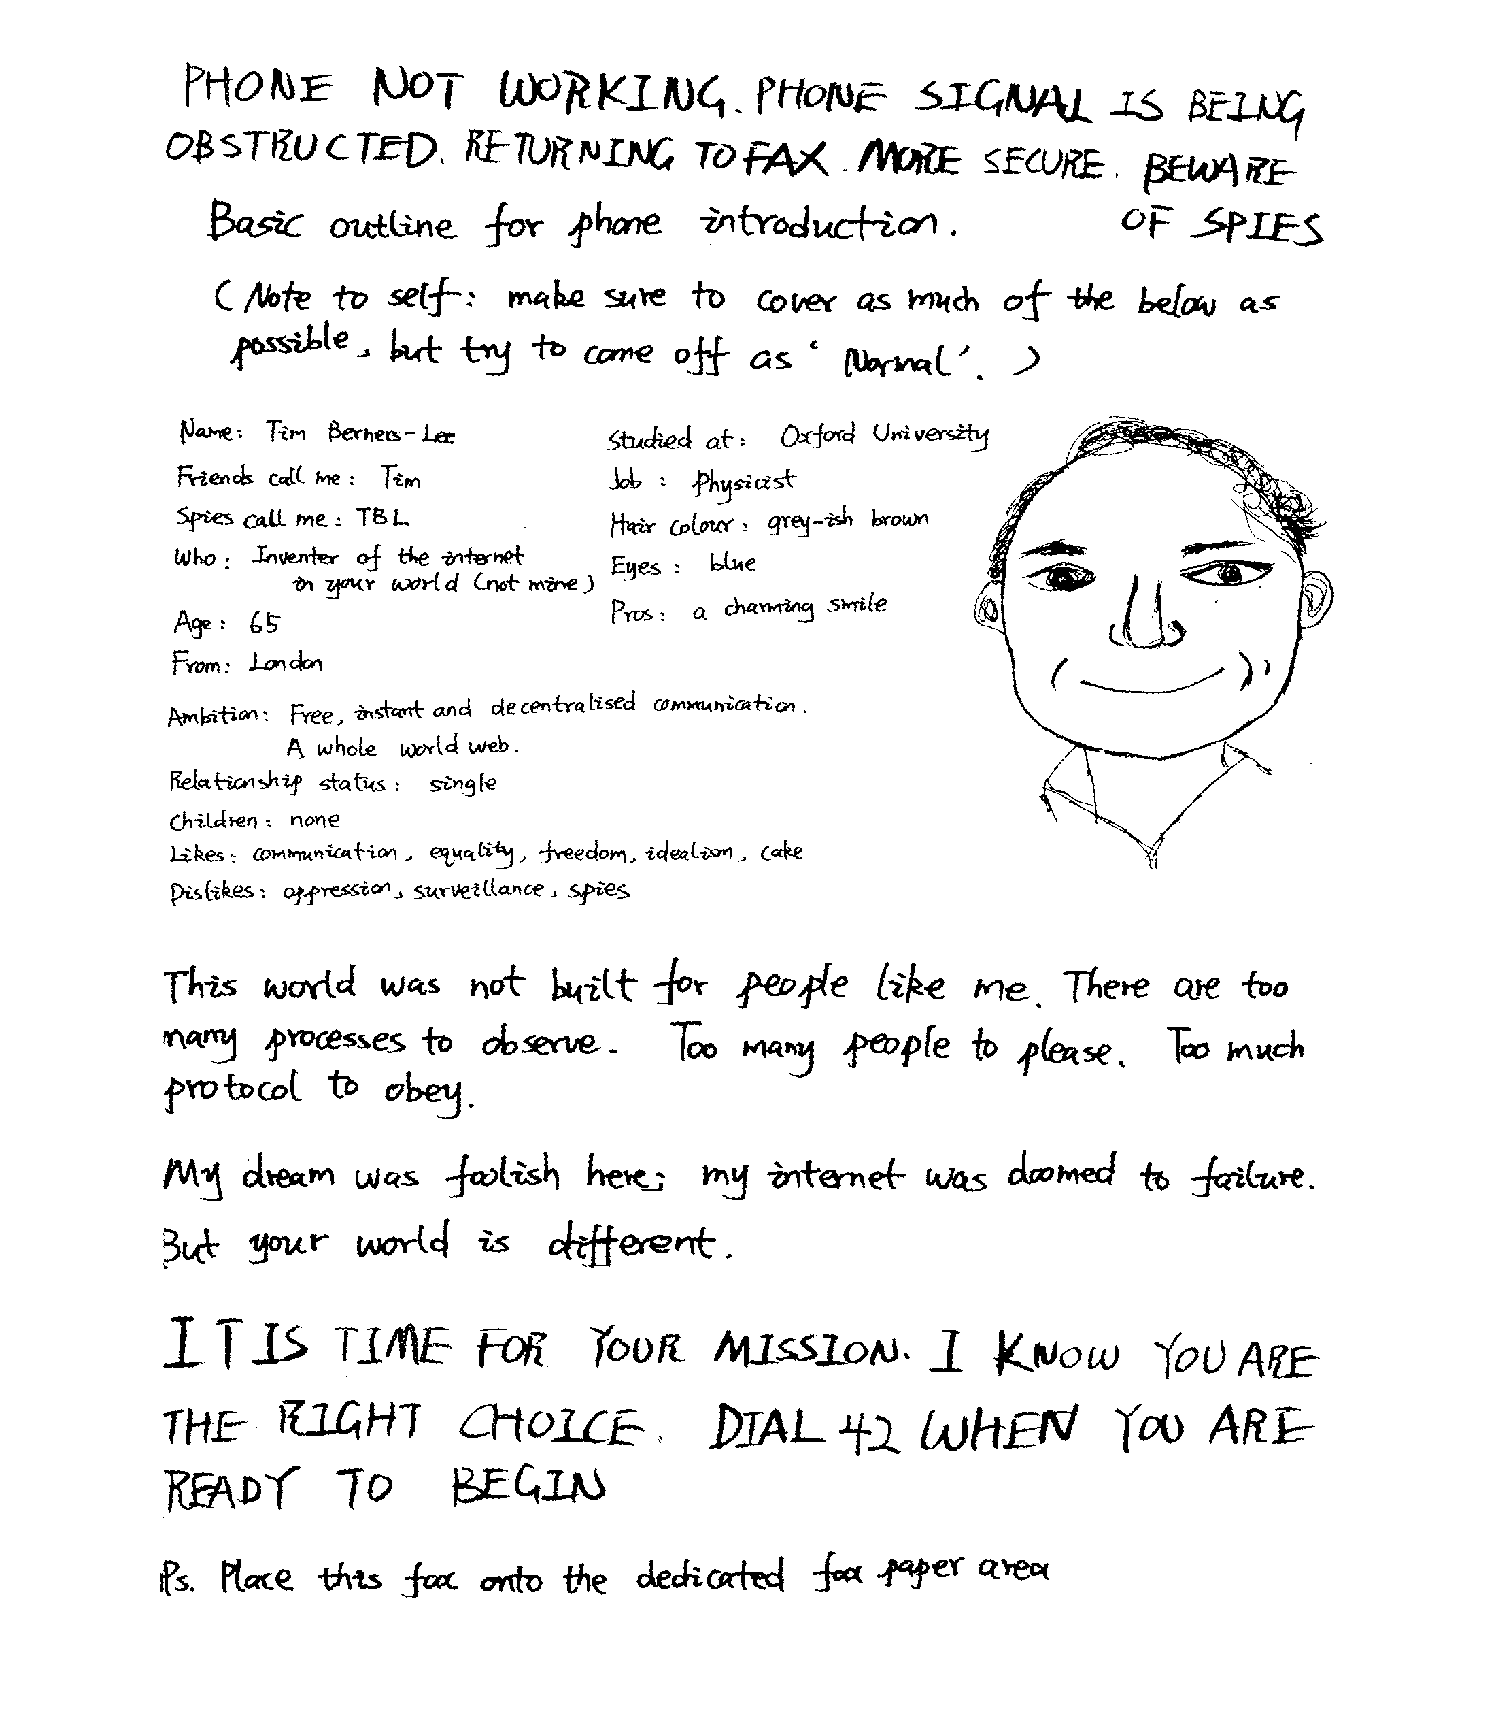 PHONE NOT WORKING. PHONE SIGNAL IS BEING
OBSTRUCTED. RETURNING TO FAX. MORE SECURE. BEWARE
OF SPIES
Basic outline for phone introduction.
(Note to self: make sure to cover as much of the below as
possible, but try to come off as 'Normal'.)
Name: Tim Berners-Lee
Friends call me: Tim
Spies call me: TBL
Who: Inventer of the internet
in your world (not mine)
Age: 65
From: London
Studied at: Oxford University
Job: Physicist
Hair colour: grey-ish brown
Eyes: blue
Pros: a charming smile
Ambition: Free, instant and decentralised communication.
A whole world web.
Relationship status: single
Children: none
Likes: communication, equality, freedom, idealism, cake
Dislikes: oppression, surveillance, spies
This world was not built for people like me. There are too
many processes to observe. Too many people to please. Too much
protocol to obey.
My dream was foolish here; my internet was doomed to failure.
But your world is different.
IT IS TIME FOR YOUR MISSION. I KNOW YOU ARE
THE RIGHT CHOICE. DIAL 42 WHEN YOU ARE
READY TO BEGIN
Ps. Place this fax onto the dedicated fax paper area